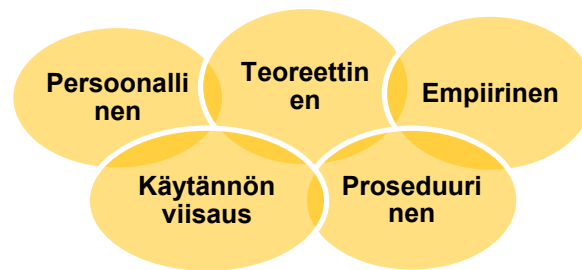 Persoonalli
nen
Teoreettin
en
Empiirinen
Käytännön
viisaus
Proseduuri
nen